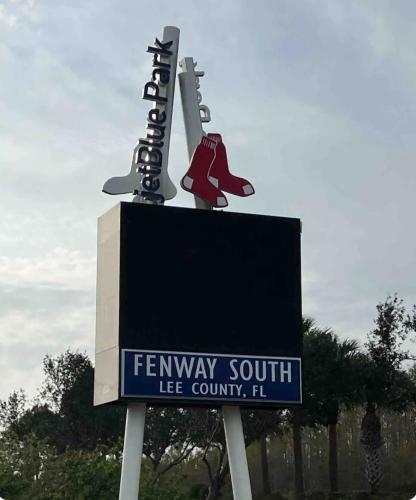 jetBlue Park
FENWAY SOUTH
LEE COUNTY, FL